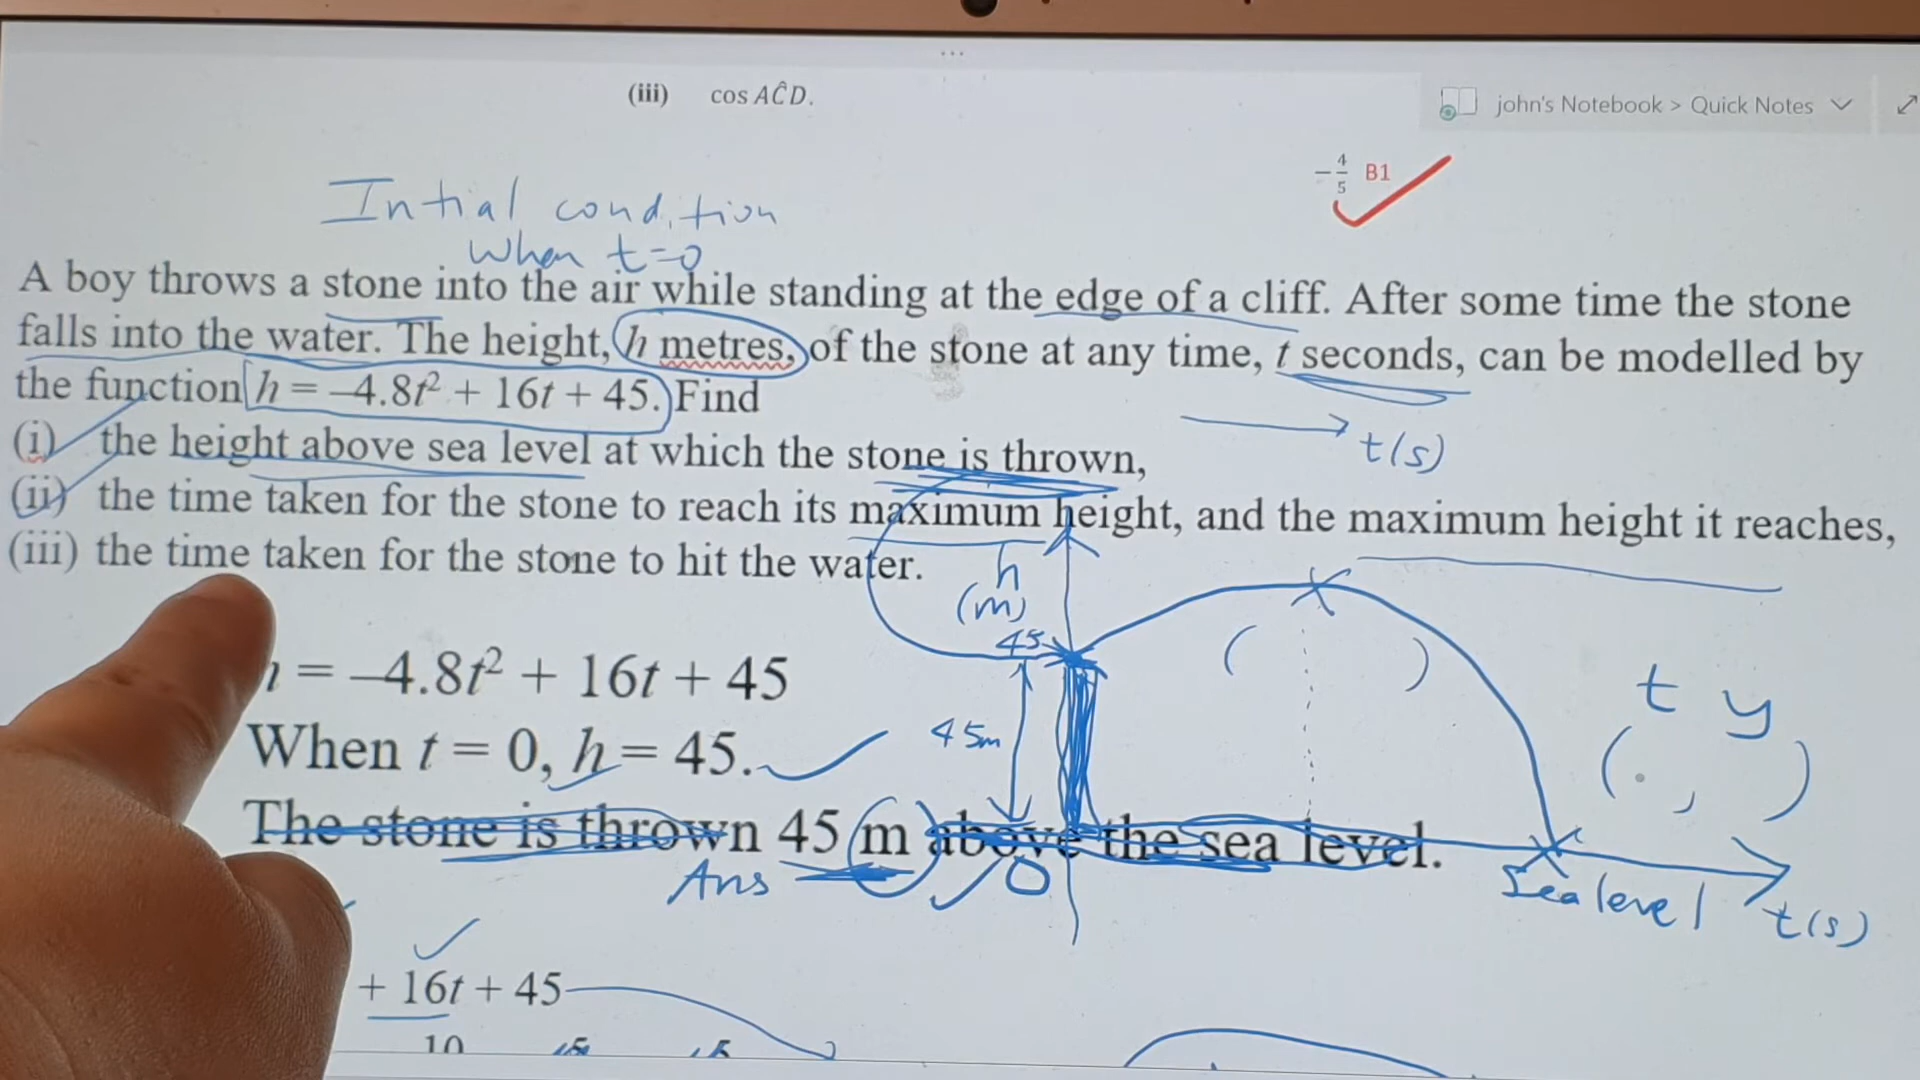 (iii) cos AĈD.
john's Notebook > Quick Notes
-4/5 B1
Intial condition
when t=0
A boy throws a stone into the air while standing at the edge of a cliff. After some time the stone
falls into the water. The height, h metres, of the stone at any time, t seconds, can be modelled by
the function h = –4.8t² + 16t + 45. Find
t(s)
(i) the height above sea level at which the stone is thrown,
(ii) the time taken for the stone to reach its maximum height, and the maximum height it reaches,
(iii) the time taken for the stone to hit the water.
h
(m)
45
( )
h = –4.8t² + 16t + 45
t y
( , )
When t = 0, h = 45.
45m
The stone is thrown 45 m above the sea level.
Ans
0
Sea level
t(s)
+ 16t + 45
10